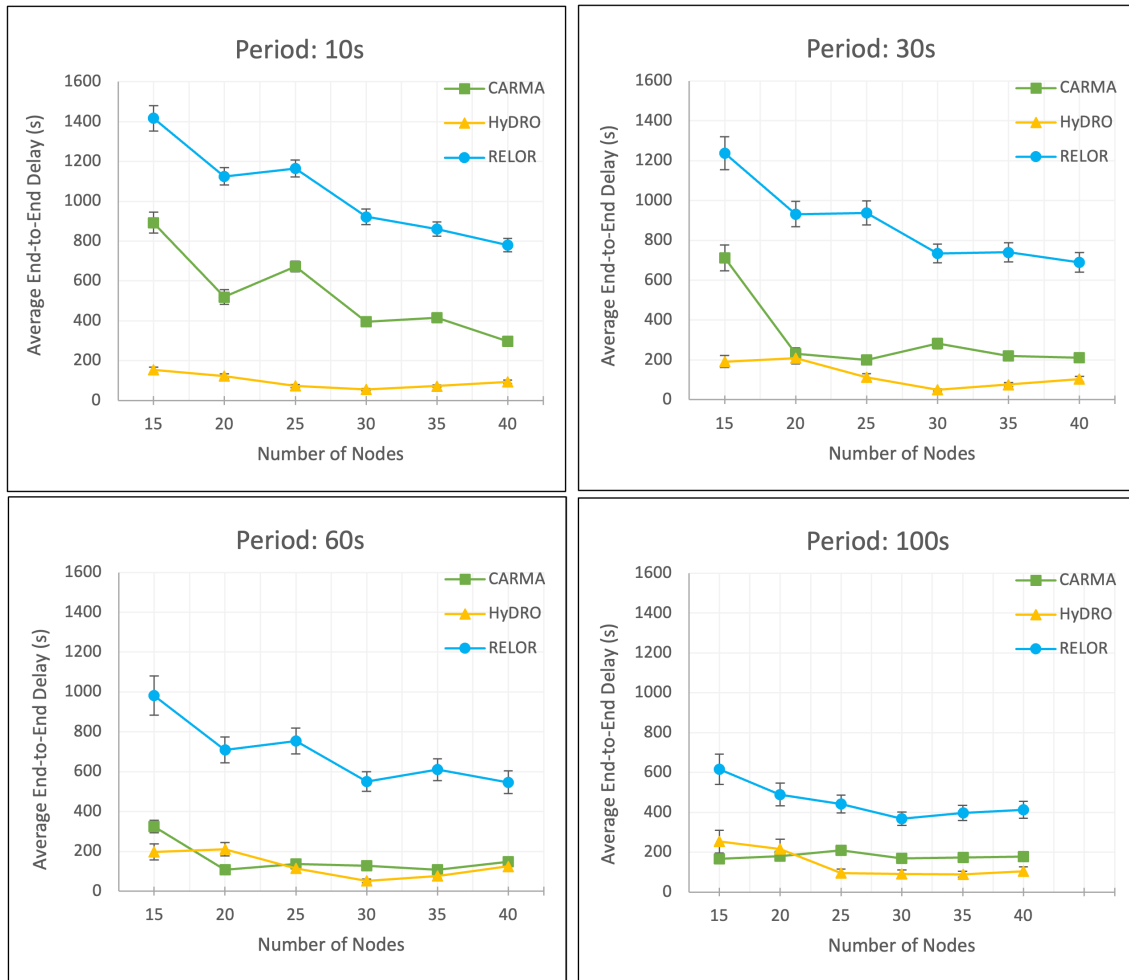 Period: 10s
1600
1400
1200
1000
800
600
400
200
0
Average End-to-End Delay (s)
CARMA
HyDRO
RELOR
15 20 25 30 35 40
Number of Nodes
Period: 30s
1600
1400
1200
1000
800
600
400
200
0
Average End-to-End Delay (s)
CARMA
HyDRO
RELOR
15 20 25 30 35 40
Number of Nodes
Period: 60s
1600
1400
1200
1000
800
600
400
200
0
Average End-to-End Delay (s)
CARMA
HyDRO
RELOR
15 20 25 30 35 40
Number of Nodes
Period: 100s
1600
1400
1200
1000
800
600
400
200
0
Average End-to-End Delay (s)
CARMA
HyDRO
RELOR
15 20 25 30 35 40
Number of Nodes